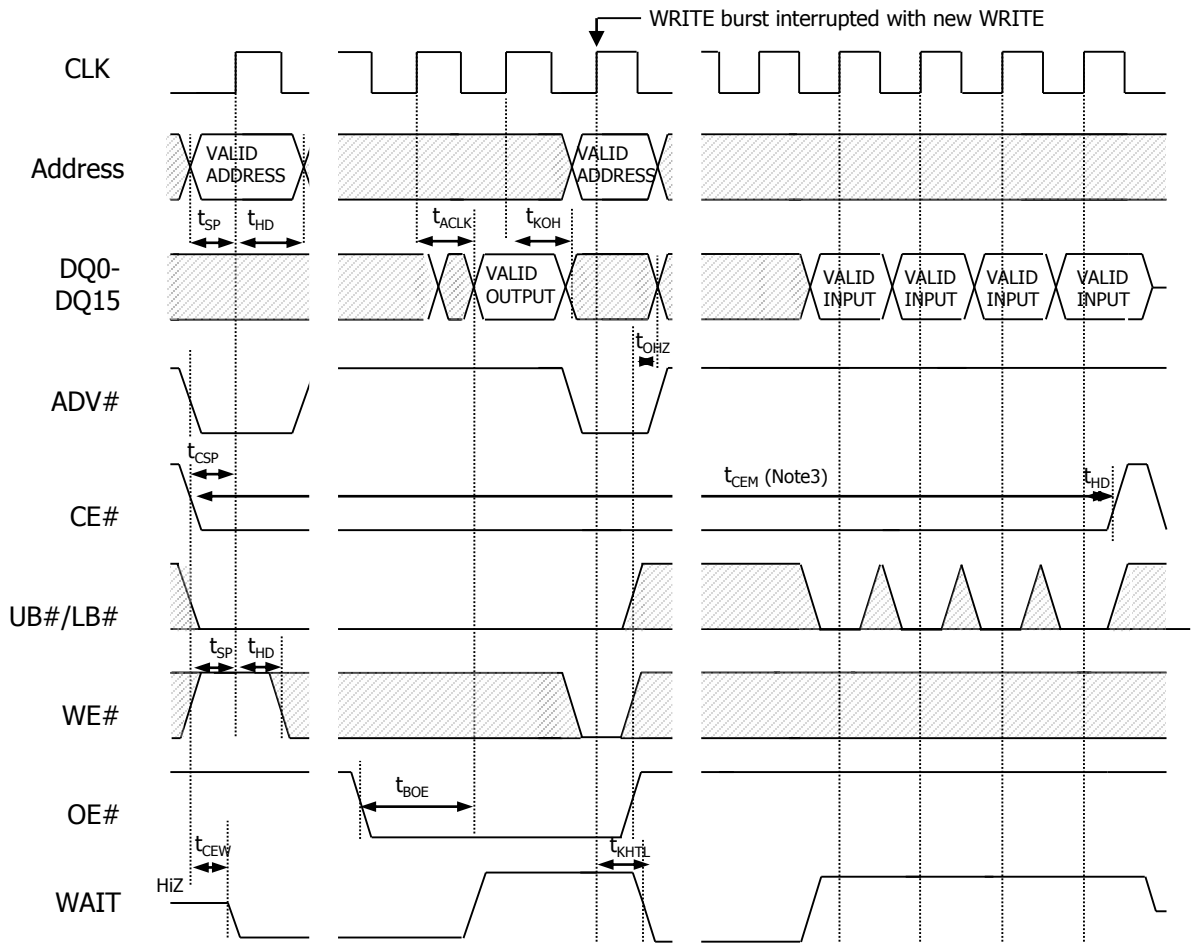 WRITE burst interrupted with new WRITE
CLK
Address
VALID
ADDRESS
VALID
ADDRESS
tSP
tHD
tACLK
tKOH
DQ0-
DQ15
VALID
OUTPUT
VALID
INPUT
VALID
INPUT
VALID
INPUT
VALID
INPUT
tOHZ
ADV#
tCSP
tCEM (Note3)
tHD
CE#
UB#/LB#
tSP
tHD
WE#
tBOE
OE#
tCEW
tKHTL
HiZ
WAIT